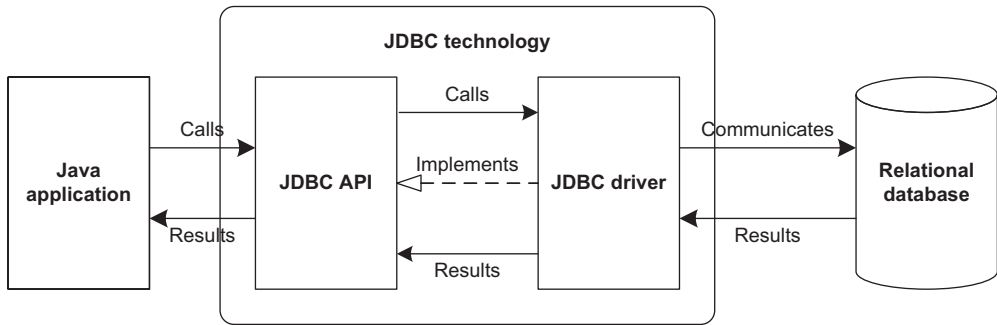 JDBC technology
Java
application
Calls
Results
JDBC API
Calls
Implements
Results
JDBC driver
Communicates
Results
Relational
database